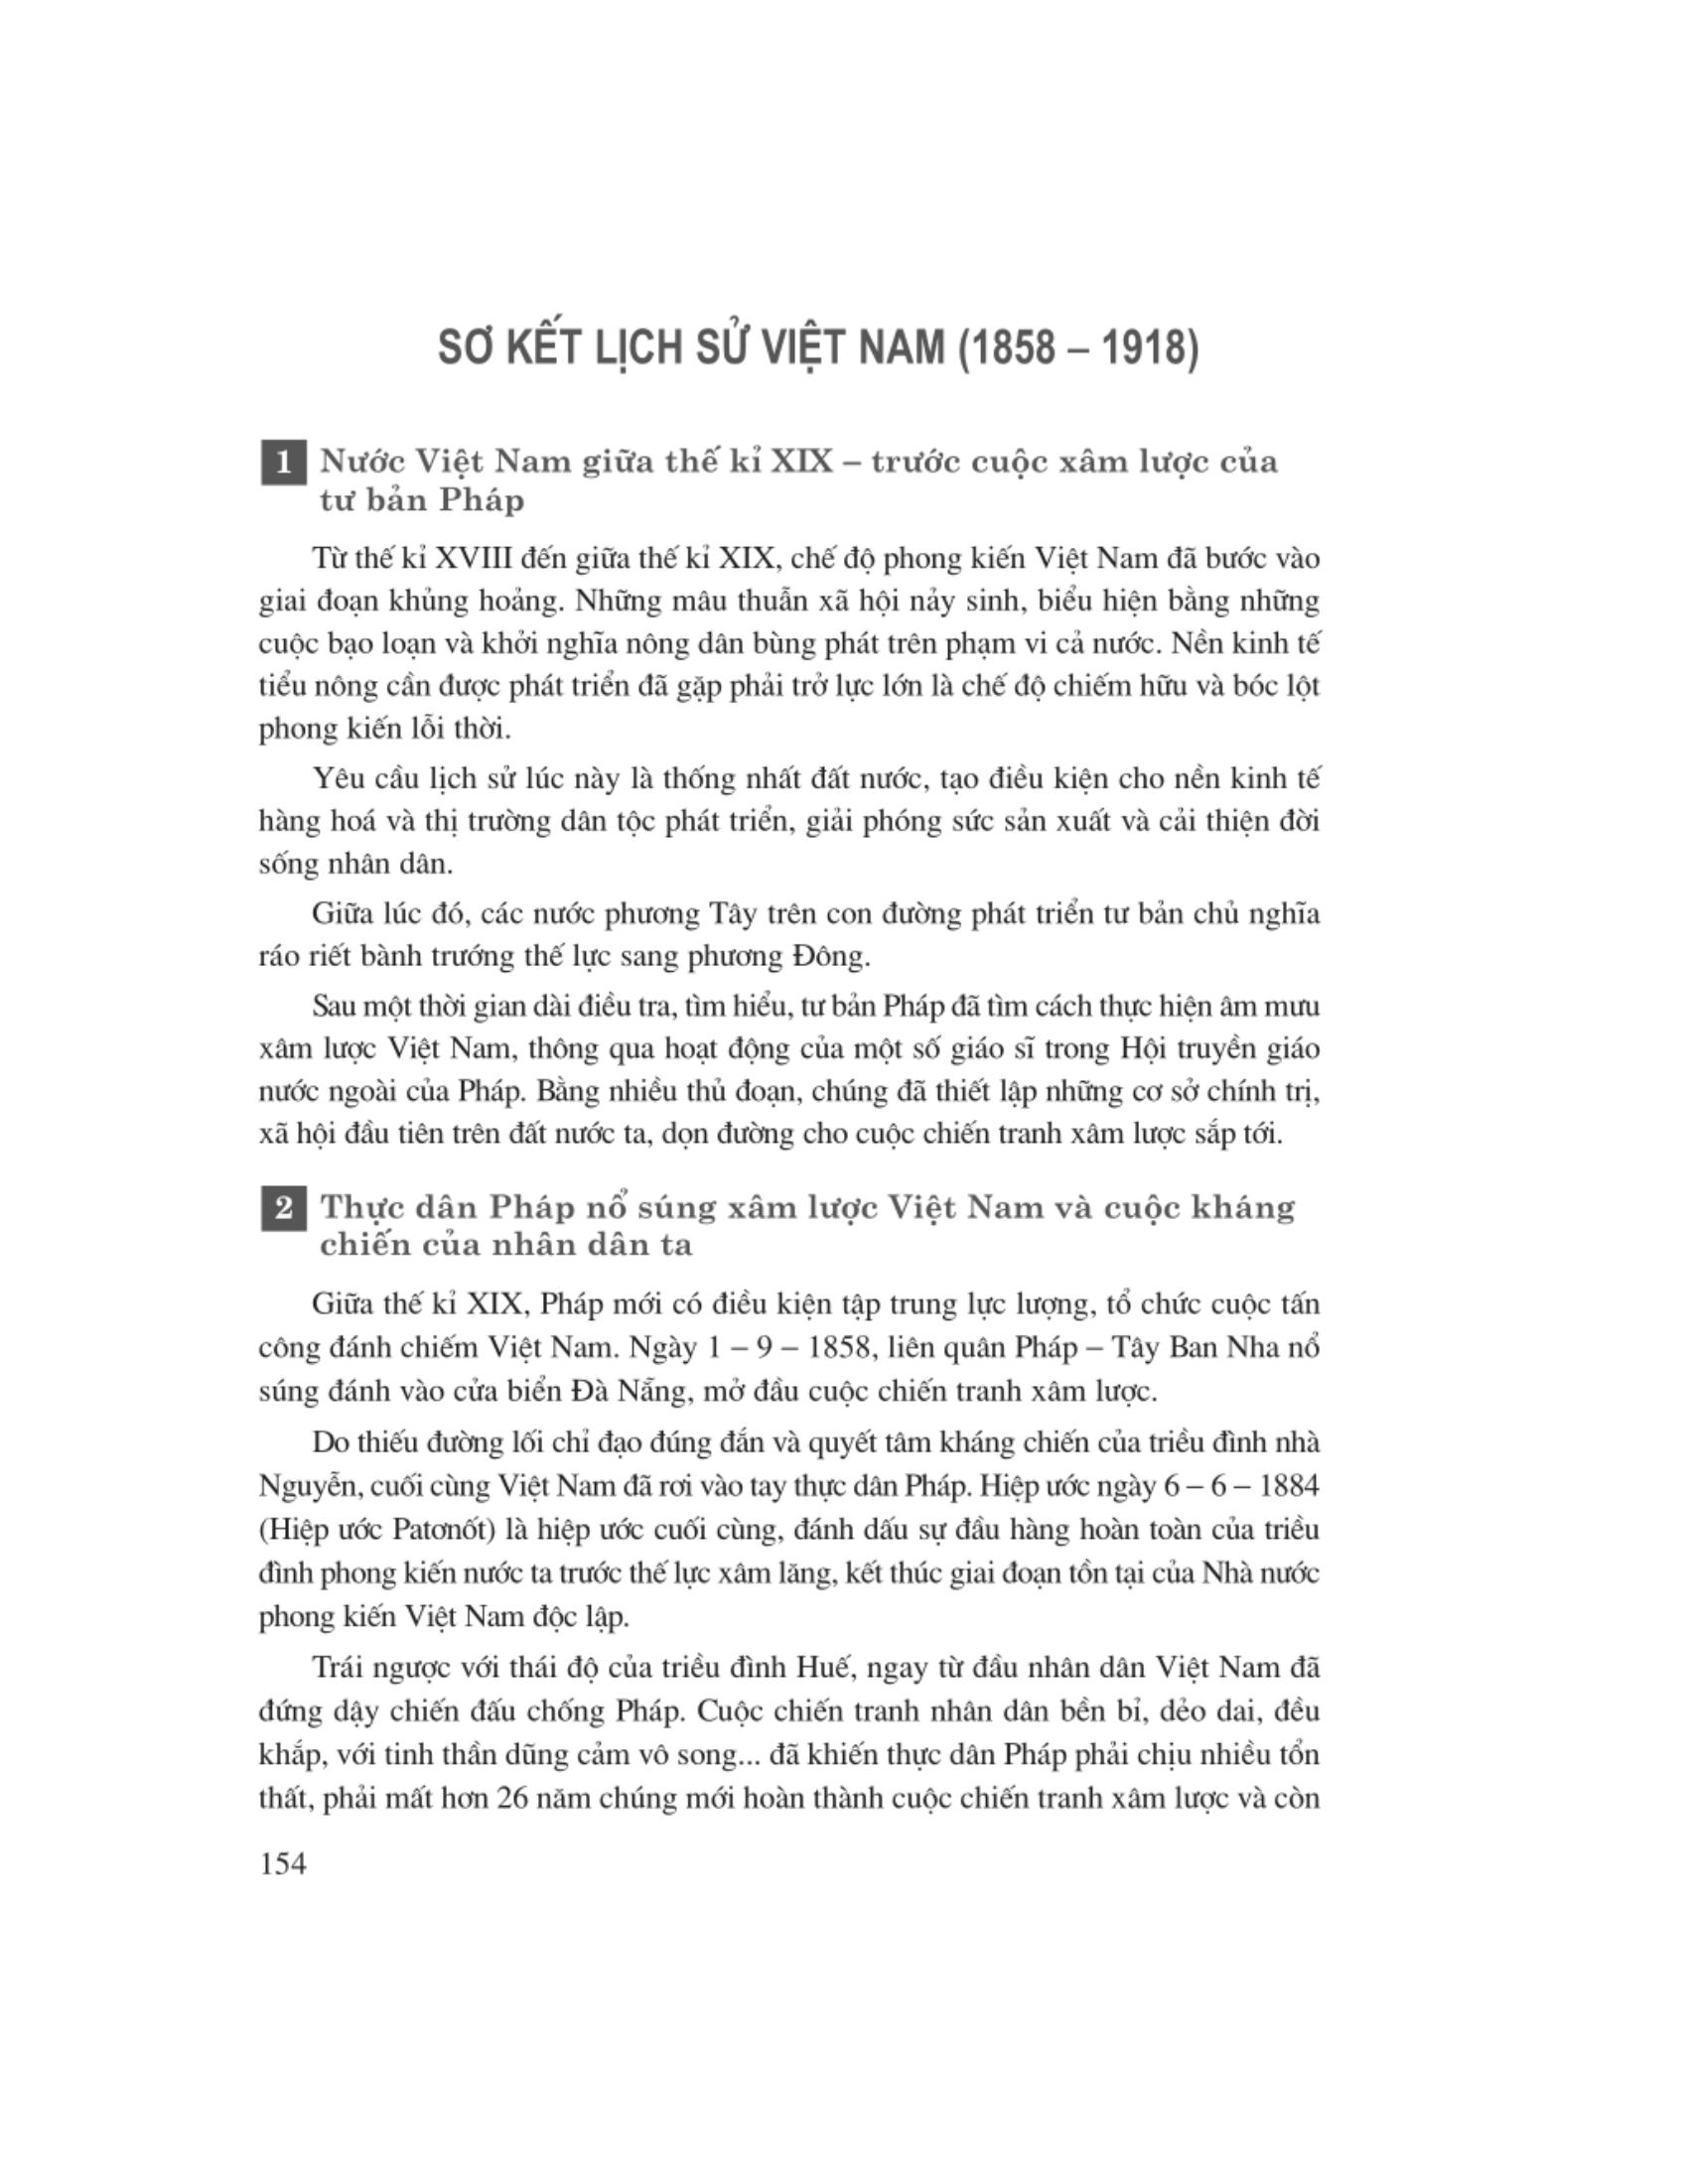 SƠ KẾT LỊCH SỬ VIỆT NAM (1858 – 1918)
1 Nước Việt Nam giữa thế kỉ XIX – trước cuộc xâm lược của
tư bản Pháp
Từ thế kỉ XVIII đến giữa thế kỉ XIX, chế độ phong kiến Việt Nam đã bước vào
giai đoạn khủng hoảng. Những mâu thuẫn xã hội nảy sinh, biểu hiện bằng những
cuộc bạo loạn và khởi nghĩa nông dân bùng phát trên phạm vi cả nước. Nền kinh tế
tiểu nông cần được phát triển đã gặp phải trở lực lớn là chế độ chiếm hữu và bóc lột
phong kiến lỗi thời.
Yêu cầu lịch sử lúc này là thống nhất đất nước, tạo điều kiện cho nền kinh tế
hàng hoá và thị trường dân tộc phát triển, giải phóng sức sản xuất và cải thiện đời
sống nhân dân.
Giữa lúc đó, các nước phương Tây trên con đường phát triển tư bản chủ nghĩa
ráo riết bành trướng thế lực sang phương Đông.
Sau một thời gian dài điều tra, tìm hiểu, tư bản Pháp đã tìm cách thực hiện âm mưu
xâm lược Việt Nam, thông qua hoạt động của một số giáo sĩ trong Hội truyền giáo
nước ngoài của Pháp. Bằng nhiều thủ đoạn, chúng đã thiết lập những cơ sở chính trị,
xã hội đầu tiên trên đất nước ta, dọn đường cho cuộc chiến tranh xâm lược sắp tới.
2 Thực dân Pháp nổ súng xâm lược Việt Nam và cuộc kháng
chiến của nhân dân ta
Giữa thế kỉ XIX, Pháp mới có điều kiện tập trung lực lượng, tổ chức cuộc tấn
công đánh chiếm Việt Nam. Ngày 1 – 9 – 1858, liên quân Pháp – Tây Ban Nha nổ
súng đánh vào cửa biển Đà Nẵng, mở đầu cuộc chiến tranh xâm lược.
Do thiếu đường lối chỉ đạo đúng đắn và quyết tâm kháng chiến của triều đình nhà
Nguyễn, cuối cùng Việt Nam đã rơi vào tay thực dân Pháp. Hiệp ước ngày 6 – 6 – 1884
(Hiệp ước Patơnốt) là hiệp ước cuối cùng, đánh dấu sự đầu hàng hoàn toàn của triều
đình phong kiến nước ta trước thế lực xâm lăng, kết thúc giai đoạn tồn tại của Nhà nước
phong kiến Việt Nam độc lập.
Trái ngược với thái độ của triều đình Huế, ngay từ đầu nhân dân Việt Nam đã
đứng dậy chiến đấu chống Pháp. Cuộc chiến tranh nhân dân bền bỉ, dẻo dai, đều
khắp, với tinh thần dũng cảm vô song... đã khiến thực dân Pháp phải chịu nhiều tổn
thất, phải mất hơn 26 năm chúng mới hoàn thành cuộc chiến tranh xâm lược và còn
154